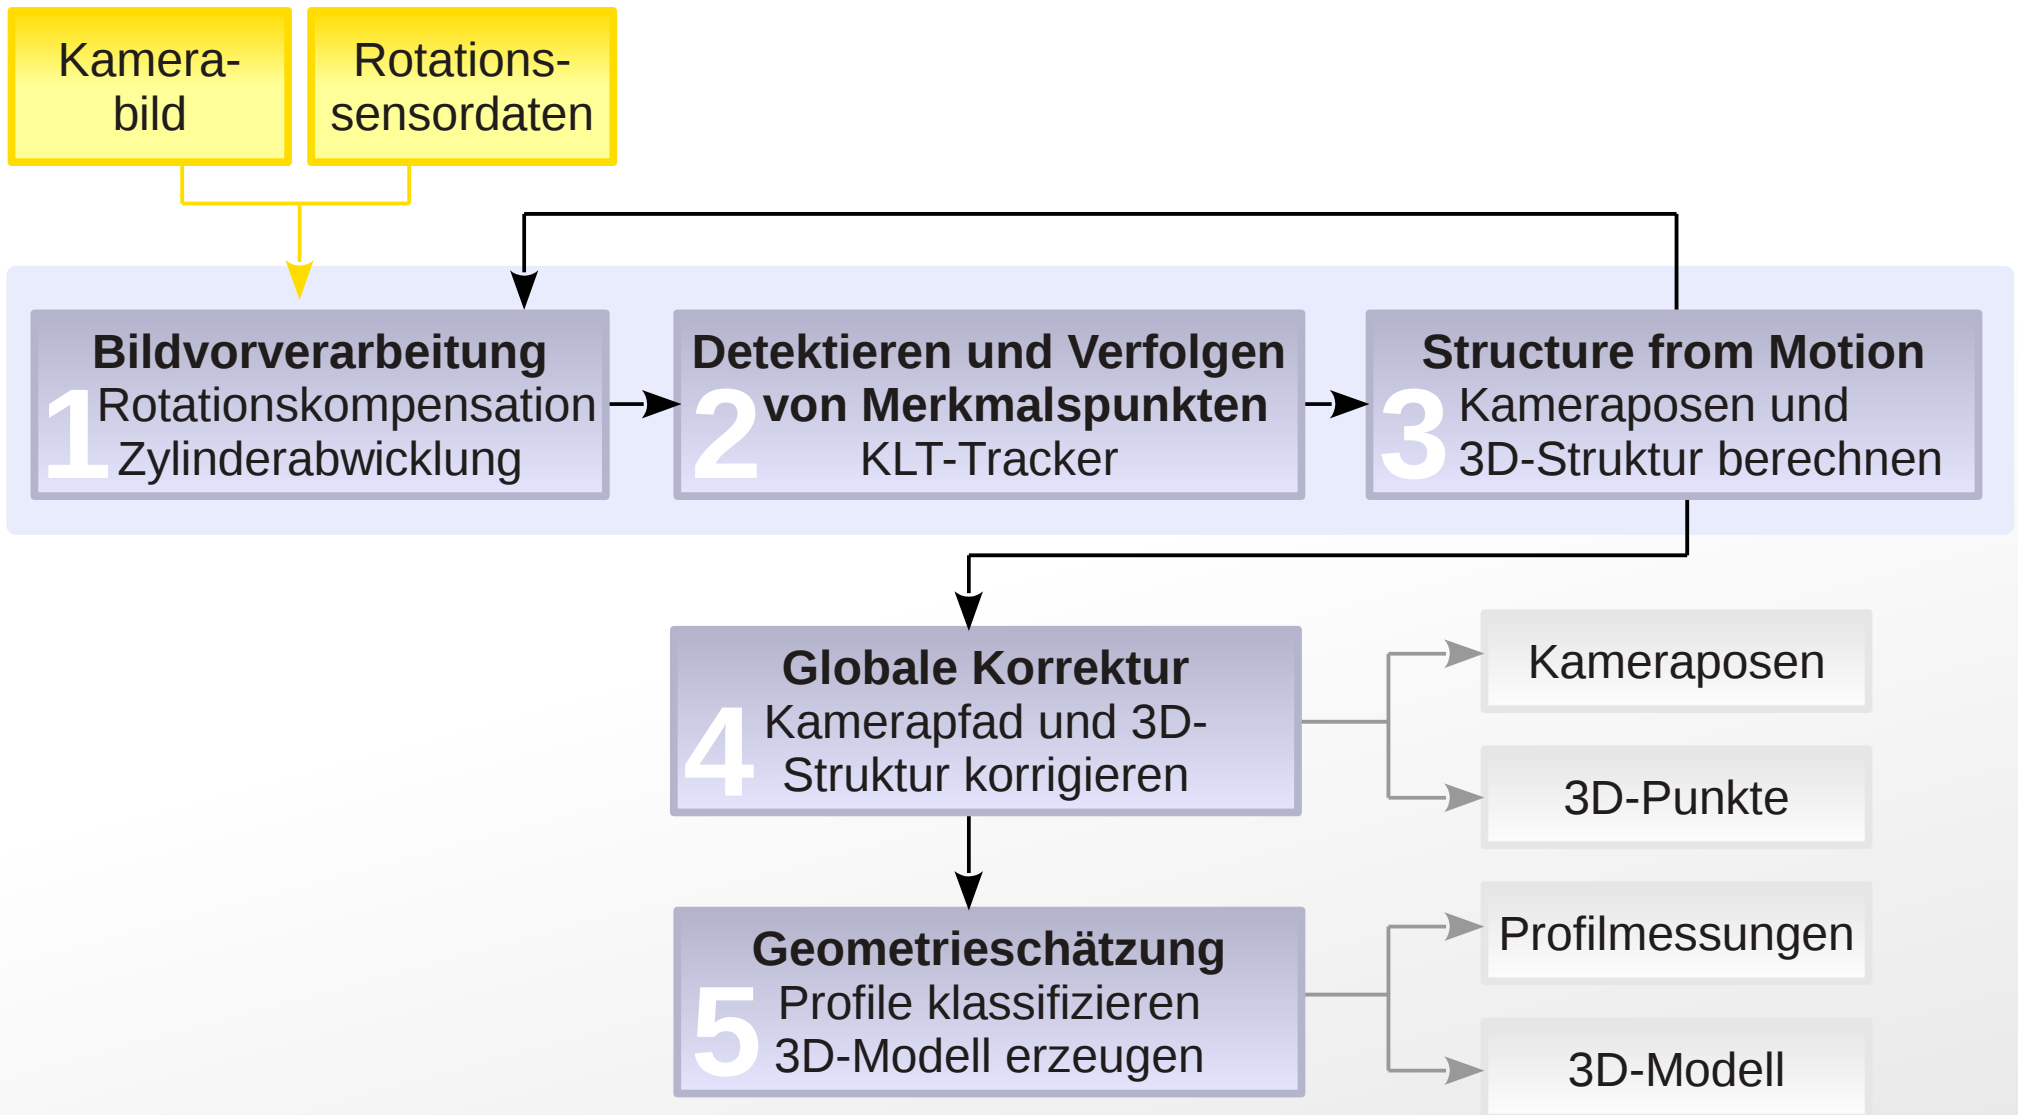 Kamera-
bild
Rotations-
sensordaten
1
Bildvorverarbeitung
Rotationskompensation
Zylinderabwicklung
2
Detektieren und Verfolgen
von Merkmalspunkten
KLT-Tracker
3
Structure from Motion
Kameraposen und
3D-Struktur berechnen
4
Globale Korrektur
Kamerapfad und 3D-
Struktur korrigieren
Kameraposen
3D-Punkte
5
Geometrieschätzung
Profile klassifizieren
3D-Modell erzeugen
Profilmessungen
3D-Modell